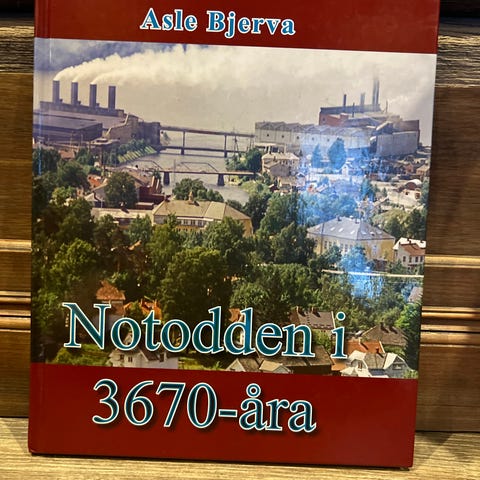 Asle Bjerva
Notodden i
3670-åra